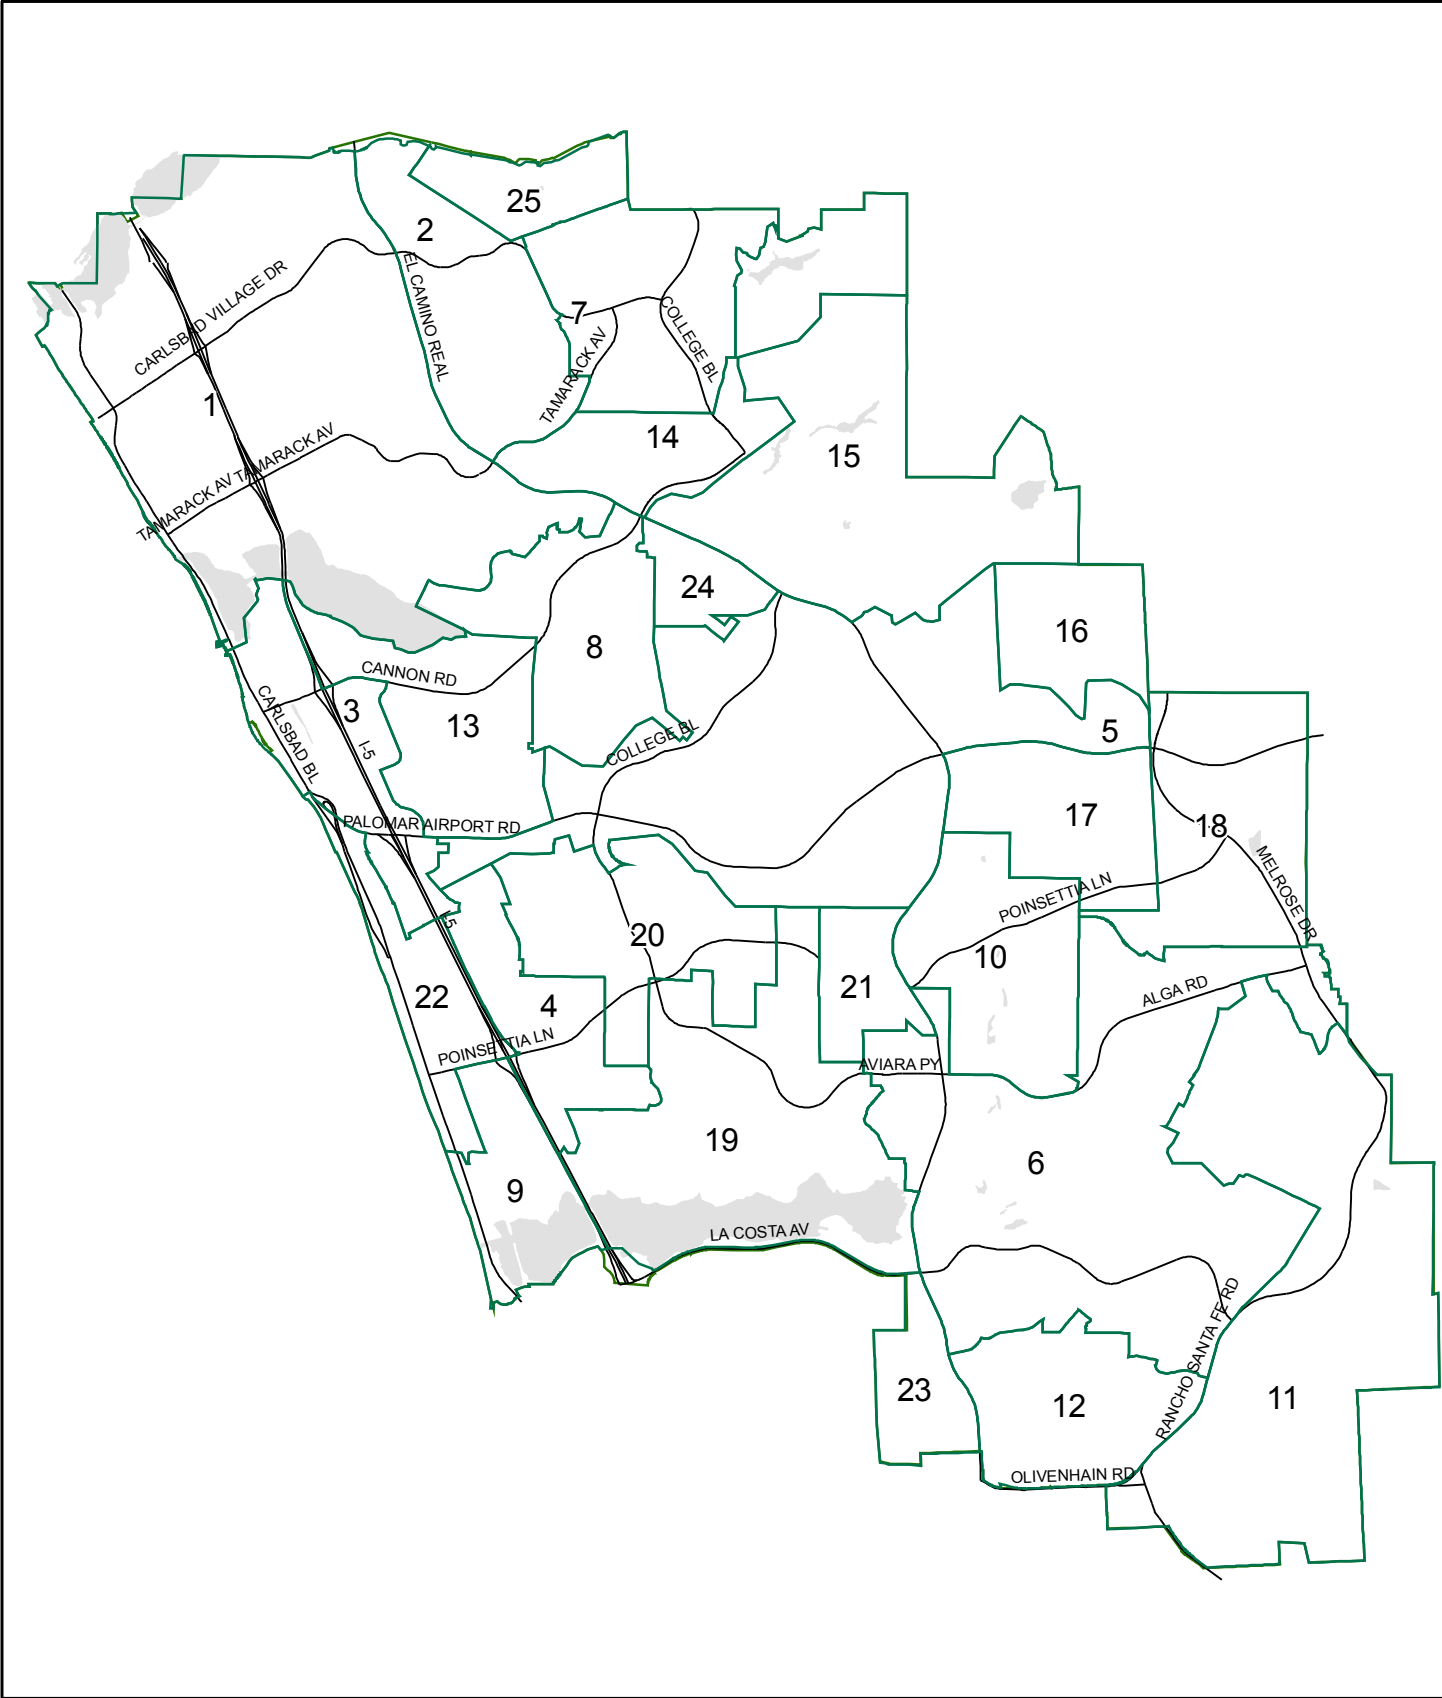 25
2
CARLSBAD VILLAGE DR
EL CAMINO REAL
7
COLLEGE BL
TAMARACK AV
1
14
15
TAMARACK AV
TAMARACK AV
24
16
8
CANNON RD
3
13
5
CARLSBAD BL
I-5
COLLEGE BL
PALOMAR AIRPORT RD
17
18
MELROSE DR
POINSETTIA LN
I-5
20
10
22
4
21
ALGA RD
POINSETTIA LN
AVIARA PY
19
6
9
LA COSTA AV
RANCHO SANTA FE RD
23
12
11
OLIVENHAIN RD